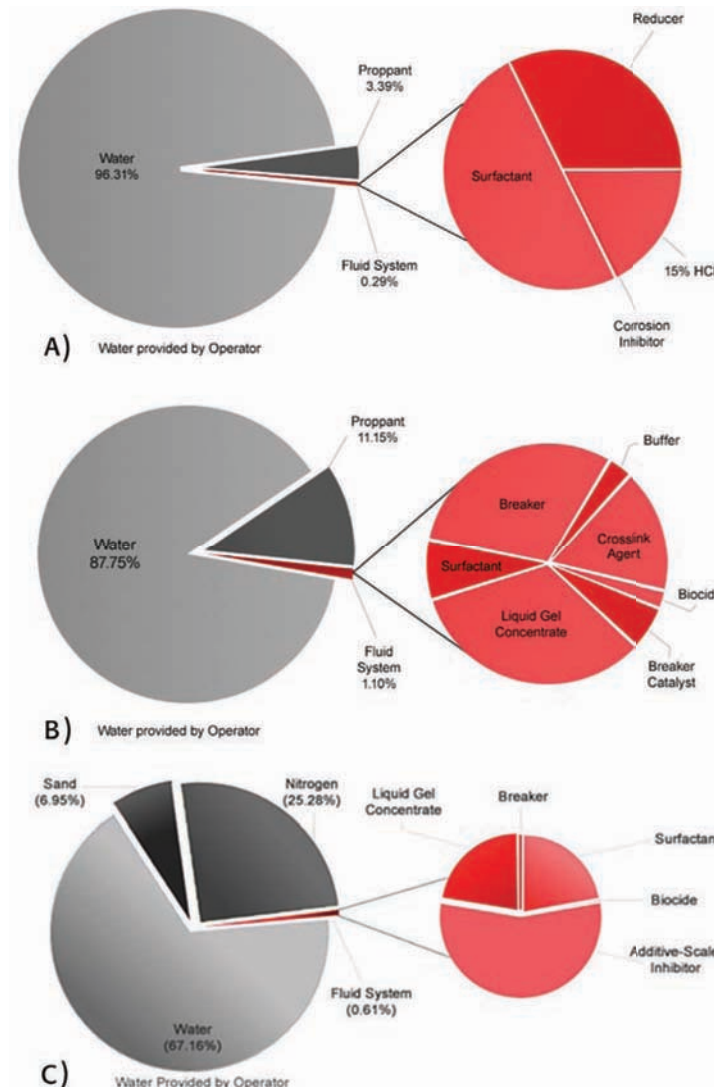 Reducer
Proppant
3.39%
Water
96.31%
Surfactant
Fluid System
0.29%
15% HCl
Corrosion
Inhibitor
A)
Water provided by Operator
Proppant
11.15%
Buffer
Breaker
Water
87.75%
Crossink
Agert
Surfactant
Biocid
Liquid Gel
Concentrate
Fluid
System
1.10%
Breaker
Catalyst
B)
Water provided by Operator
Sand
(6.95%)
Nitrogen
(25.28%)
Liquid Gel
Concentrate
Breaker
Surfactan
Biocide
Additive-Scale
Inhibitor
Fluid System
(0.61%)
Water
(67.16%)
C)
Water Provided by Operator